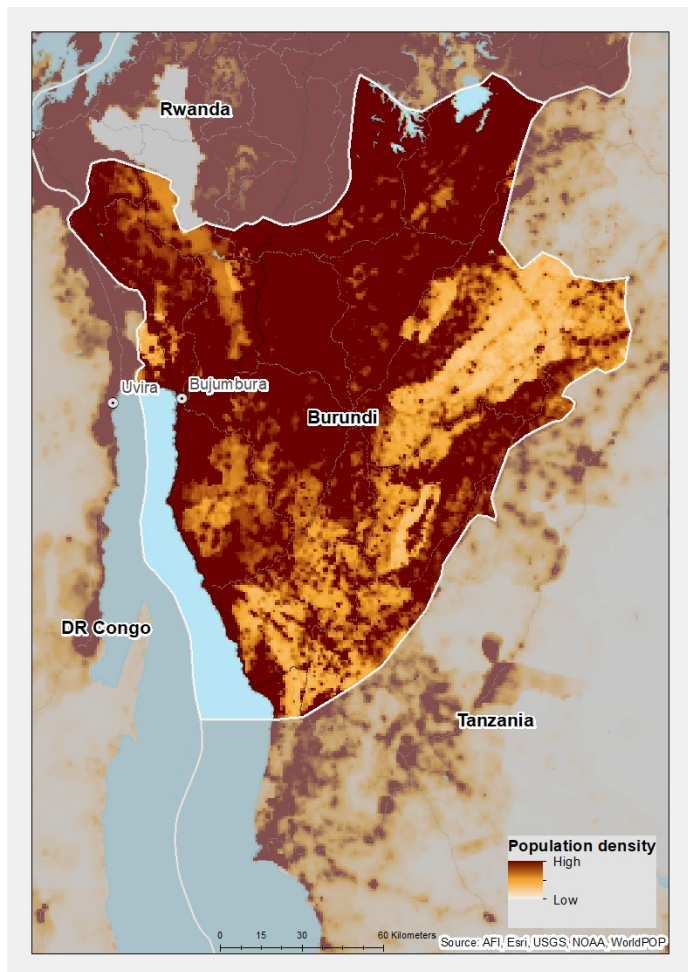 Rwanda
Uvira
Bujumbura
Burundi
DR Congo
Tanzania
Population density
High
Low
0 15 30 60 Kilometers
Source: AFI, Esri, USGS, NOAA, WorldPOP